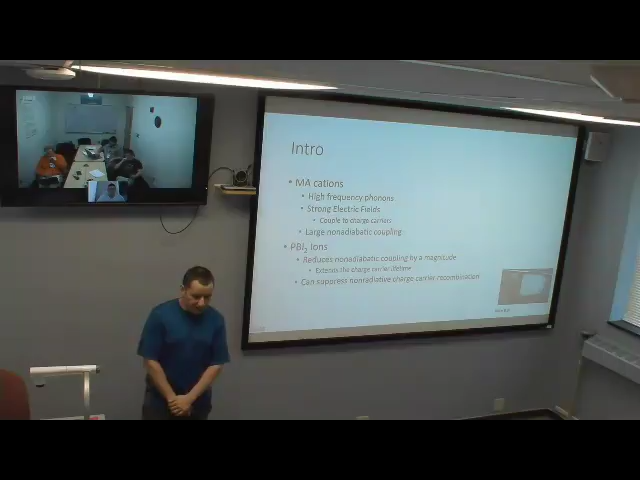 Intro
• MA cations
• High frequency phonons
• Strong Electric Fields
• Couple to charge carriers
• Large nonadiabatic coupling
• PBI2 Ions
• Reduces nonadiabatic coupling by a magnitude
• Extends the charge carrier lifetime
• Can suppress nonradiative charge carrier recombination